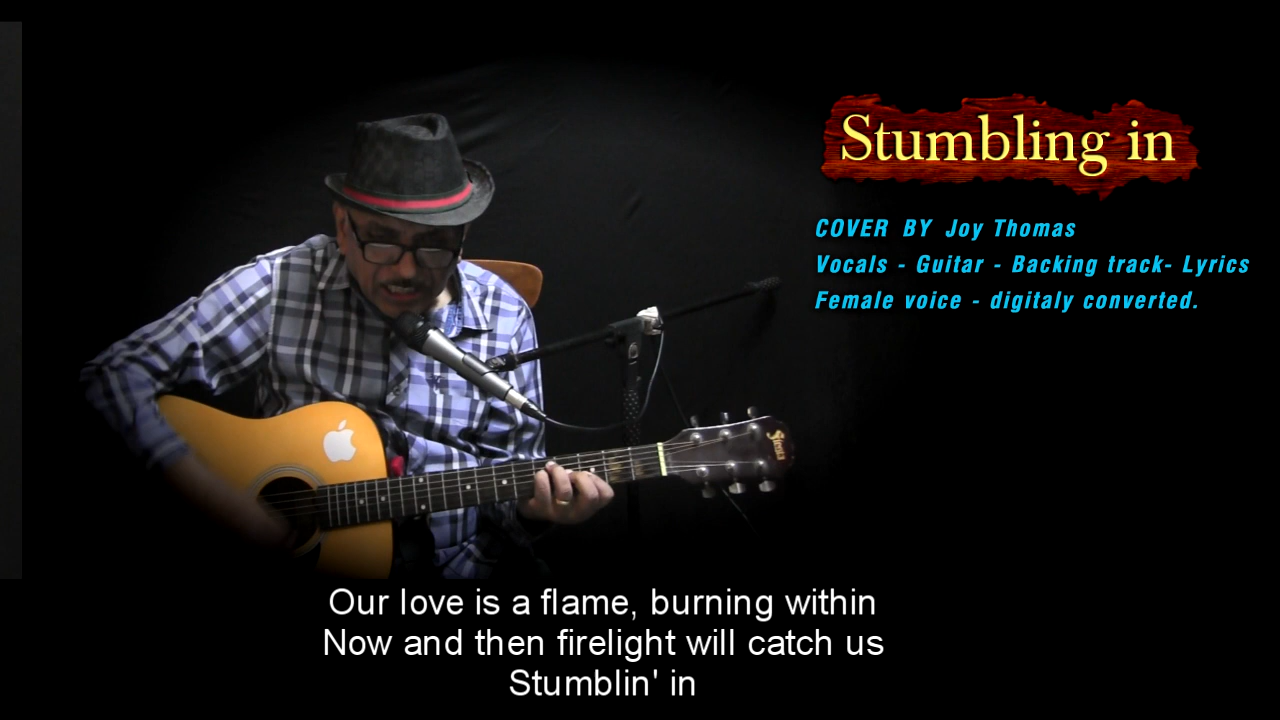 Stumbling in
COVER BY Joy Thomas
Vocals - Guitar - Backing track- Lyrics
Female voice - digitaly converted.
Our love is a flame, burning within
Now and then firelight will catch us
Stumblin' in